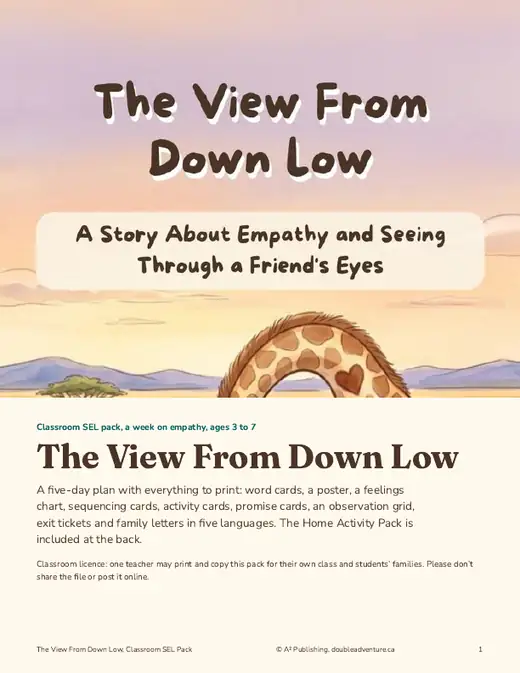 The View From
Down Low
A Story About Empathy and Seeing
Through a Friend's Eyes
Classroom SEL pack, a week on empathy, ages 3 to 7
The View From Down Low
A five-day plan with everything to print: word cards, a poster, a feelings
chart, sequencing cards, activity cards, promise cards, an observation grid,
exit tickets and family letters in five languages. The Home Activity Pack is
included at the back.
Classroom licence: one teacher may print and copy this pack for their own class and students' families. Please don't
share the file or post it online.
The View From Down Low, Classroom SEL Pack
© A² Publishing, doubleadventure.ca
1